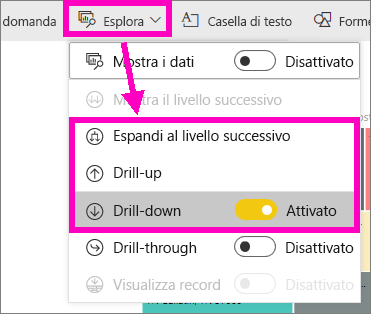 domanda Esplora Casella di testo Forme
Mostra i dati Disattivato
Mostra il livello successivo
Espandi al livello successivo
Drill-up
Drill-down Attivato
Drill-through Disattivato
Visualizza record Disattivato